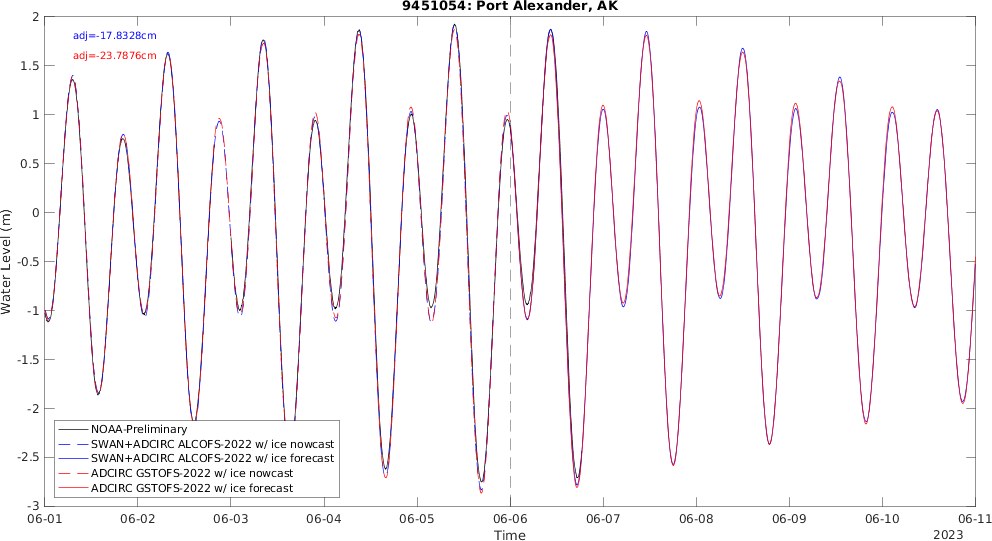 9451054: Port Alexander, AK
adj=-17.8328cm
adj=-23.7876cm
2
1.5
1
0.5
0
-0.5
-1
-1.5
-2
-2.5
-3
Water Level (m)
NOAA-Preliminary
SWAN+ADCIRC ALCOFS-2022 w/ ice nowcast
SWAN+ADCIRC ALCOFS-2022 w/ ice forecast
ADCIRC GSTOFS-2022 w/ ice nowcast
ADCIRC GSTOFS-2022 w/ ice forecast
06-01 06-02 06-03 06-04 06-05 06-06 06-07 06-08 06-09 06-10 06-11
Time
2023